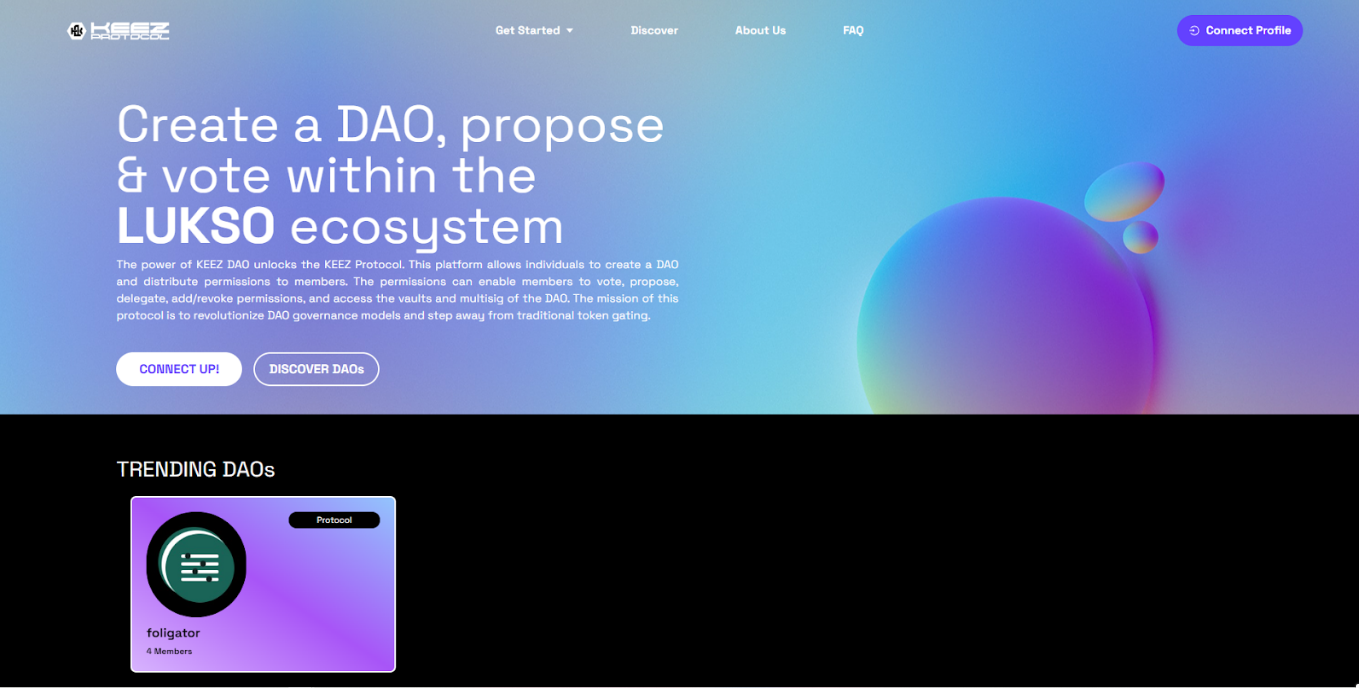 KEEZ
PROTOCOL
Get Started
Discover
About Us
FAQ
Connect Profile
Create a DAO, propose
& vote within the
LUKSO ecosystem
The power of KEEZ DAO unlocks the KEEZ Protocol. This platform allows individuals to create a DAO
and distribute permissions to members. The permissions can enable members to vote, propose,
delegate, add/revoke permissions, and access the vaults and multisig of the DAO. The mission of this
protocol is to revolutionize DAO governance models and step away from traditional token gating.
CONNECT UP!
DISCOVER DAOs
TRENDING DAOs
Protocol
foligator
4 Members